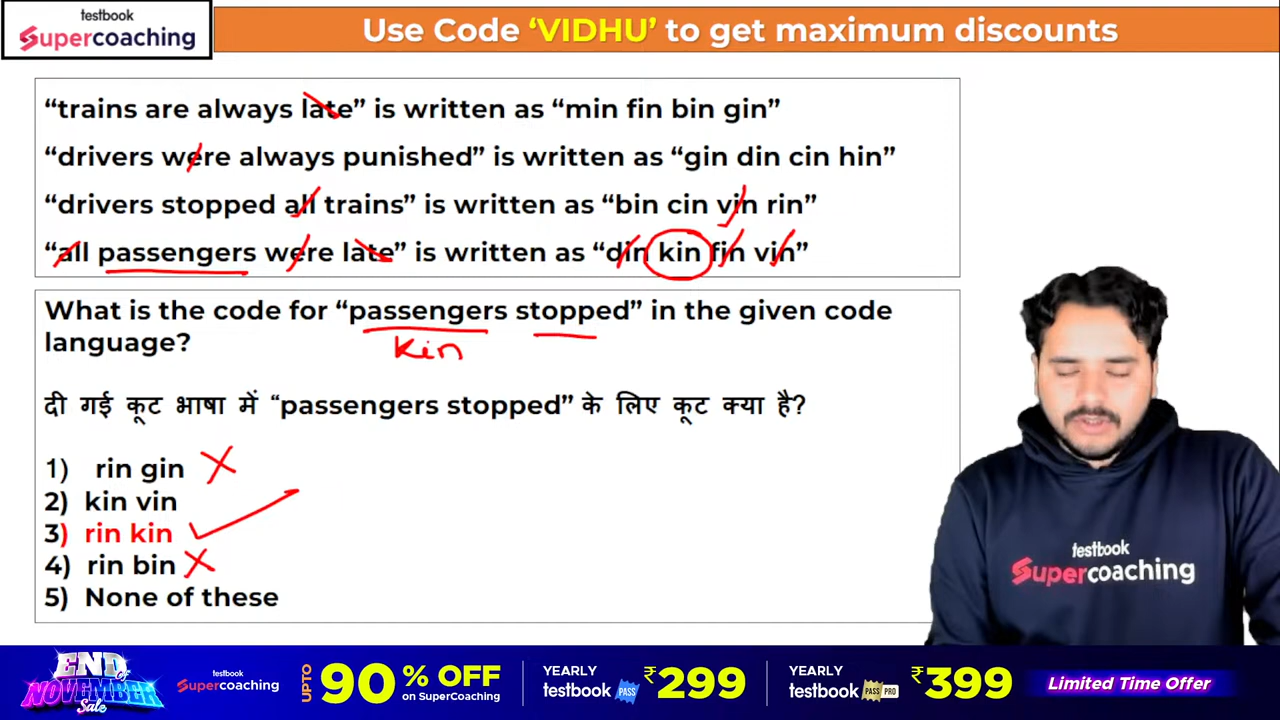 testbook
Supercoaching
Use Code ‘VIDHU’ to get maximum discounts
“trains are always late” is written as “min fin bin gin”
“drivers were always punished” is written as “gin din cin hin”
“drivers stopped all trains” is written as “bin cin vin rin”
“all passengers were late” is written as “din kin fin vin”
What is the code for “passengers stopped” in the given code
language?
kin
दी गई कूट भाषा में “passengers stopped” के लिए कूट क्या है?
1) rin gin
2) kin vin
3) rin kin
4) rin bin
5) None of these
testbook
Supercoaching
END OF NOVEMBER Sale
testbook Supercoaching
UPTO 90% OFF on SuperCoaching
YEARLY testbook PASS ₹299
YEARLY testbook PASS PRO ₹399
Limited Time Offer